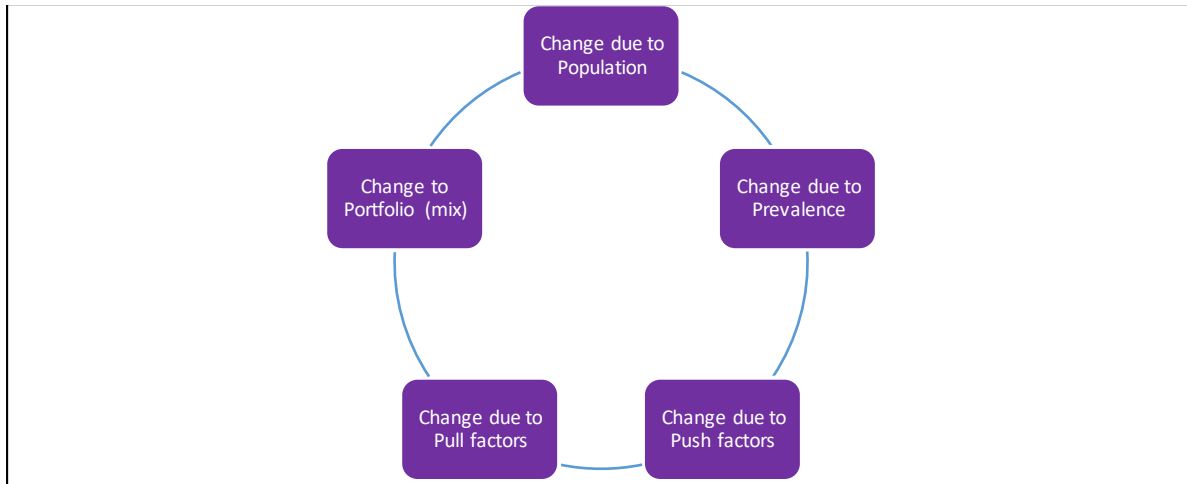 Change due to
Population
Change to
Portfolio (mix)
Change due to
Prevalence
Change due to
Pull factors
Change due to
Push factors